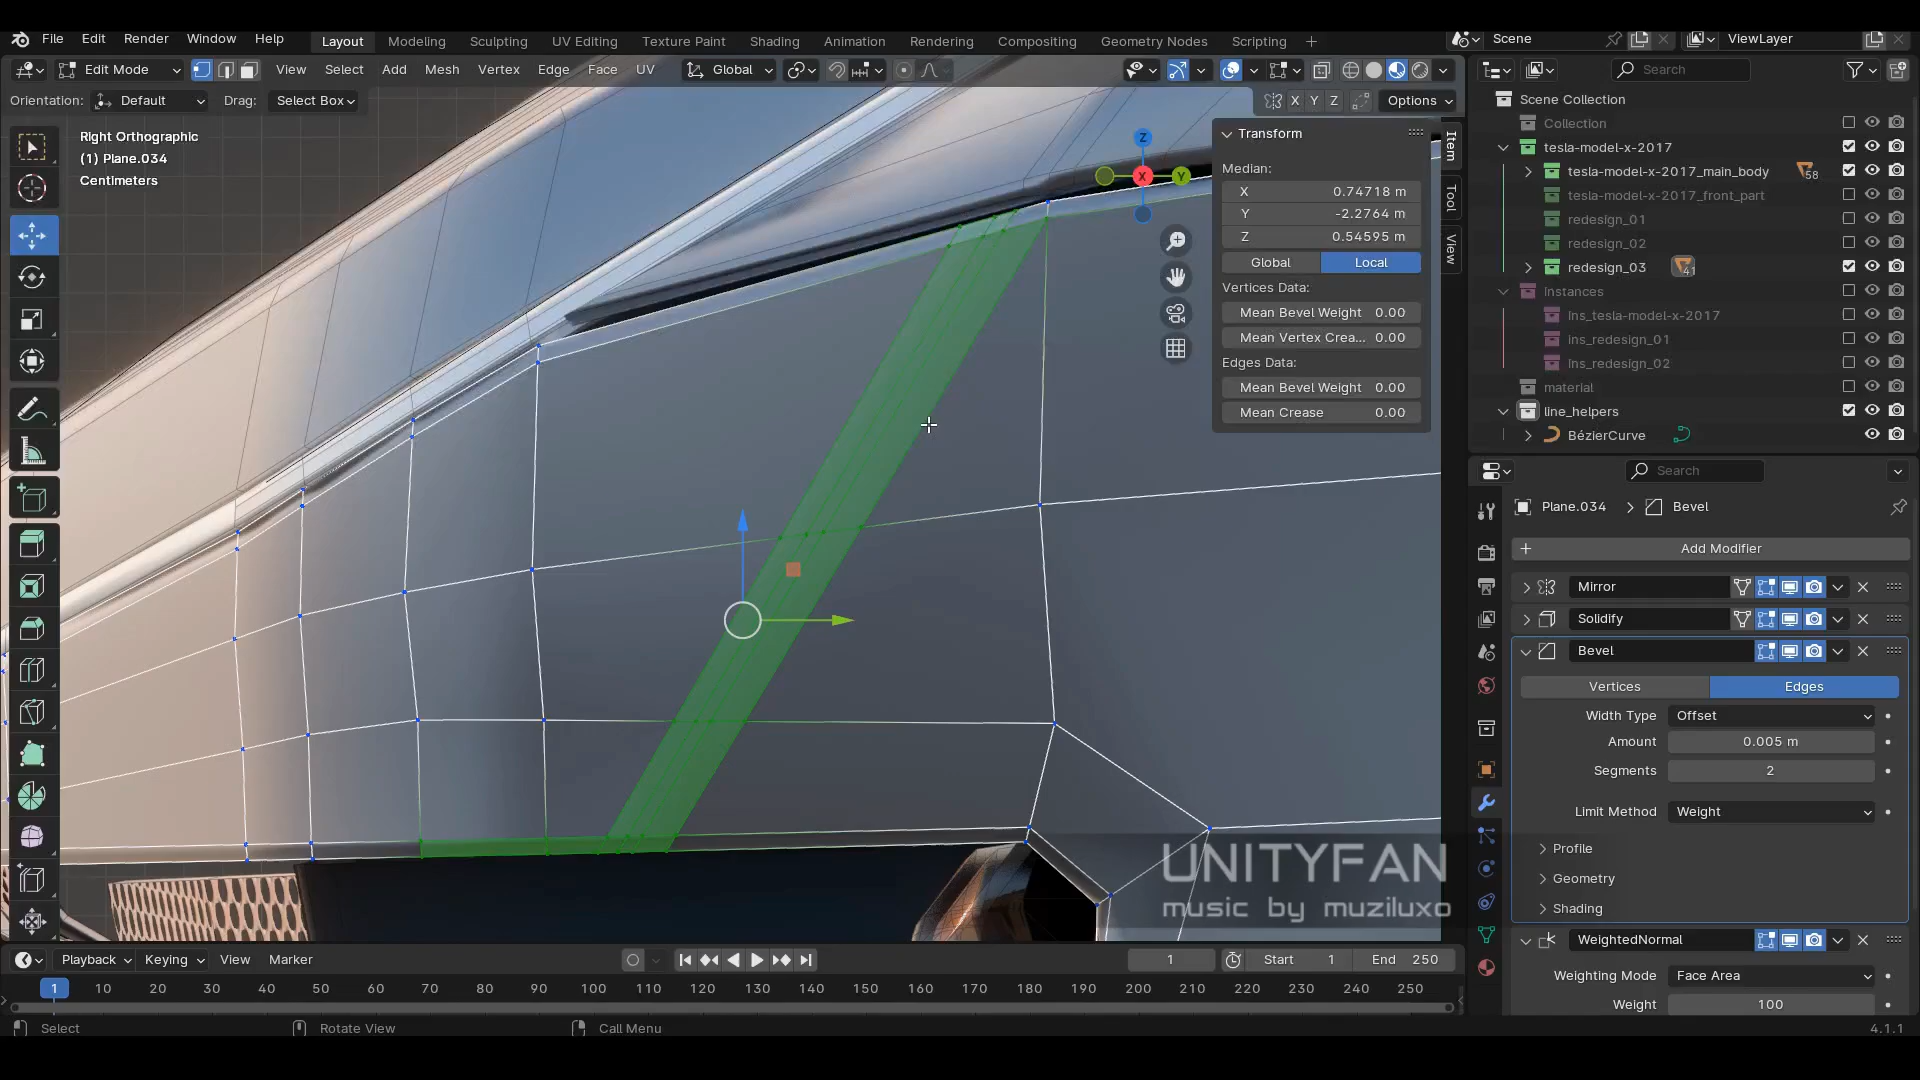 File Edit Render Window Help Layout Modeling Sculpting UV Editing Texture Paint Shading Animation Rendering Compositing Geometry Nodes Scripting + Scene ViewLayer
Edit Mode View Select Add Mesh Vertex Edge Face UV Global Search
Orientation: Default Drag: Select Box X Y Z Options
Right Orthographic
(1) Plane.034
Centimeters
Z
X
Y
Transform
Median:
X 0.74718 m
Y -2.2764 m
Z 0.54595 m
Global Local
Vertices Data:
Mean Bevel Weight 0.00
Mean Vertex Crea... 0.00
Edges Data:
Mean Bevel Weight 0.00
Mean Crease 0.00
Item
Tool
View
Scene Collection
Collection
tesla-model-x-2017
tesla-model-x-2017_main_body 58
tesla-model-x-2017_front_part
redesign_01
redesign_02
redesign_03 41
instances
ins_tesla-model-x-2017
ins_redesign_01
ins_redesign_02
material
line_helpers
BézierCurve
Search
Plane.034 > Bevel
+ Add Modifier
Mirror
Solidify
Bevel
Vertices Edges
Width Type Offset
Amount 0.005 m
Segments 2
Limit Method Weight
Profile
Geometry
Shading
WeightedNormal
Weighting Mode Face Area
Weight 100
UNITYFAN
music by muziluxo
Playback Keying View Marker 1 Start 1 End 250
1 10 20 30 40 50 60 70 80 90 100 110 120 130 140 150 160 170 180 190 200 210 220 230 240 250
Select Rotate View Call Menu 4.1.1